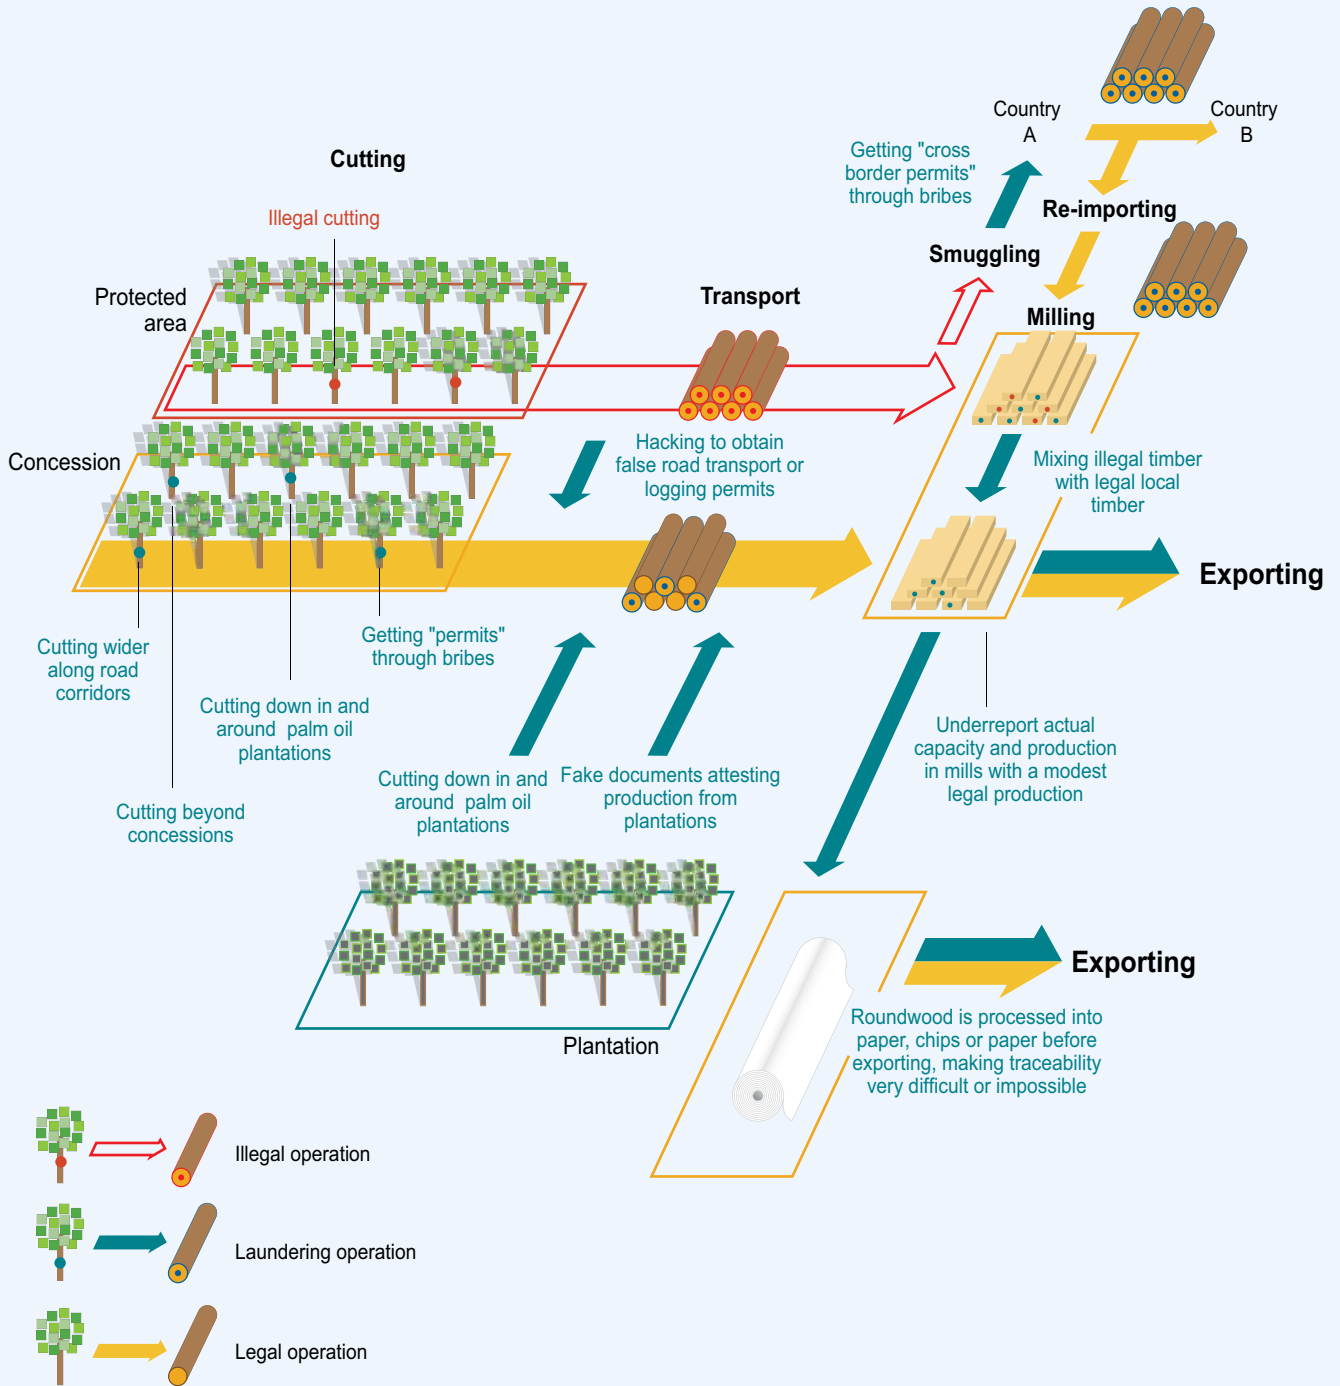 Country
A
Country
B
Getting "cross
border permits"
through bribes
Cutting
Re-importing
Illegal cutting
Smuggling
Protected
area
Transport
Milling
Concession
Hacking to obtain
false road transport or
logging permits
Mixing illegal timber
with legal local
timber
Exporting
Cutting wider
along road
corridors
Getting "permits"
through bribes
Cutting down in and
around palm oil
plantations
Cutting beyond
concessions
Cutting down in and
around palm oil
plantations
Fake documents attesting
production from
plantations
Underreport actual
capacity and production
in mills with a modest
legal production
Exporting
Plantation
Roundwood is processed into
paper, chips or paper before
exporting, making traceability
very difficult or impossible
Illegal operation
Laundering operation
Legal operation